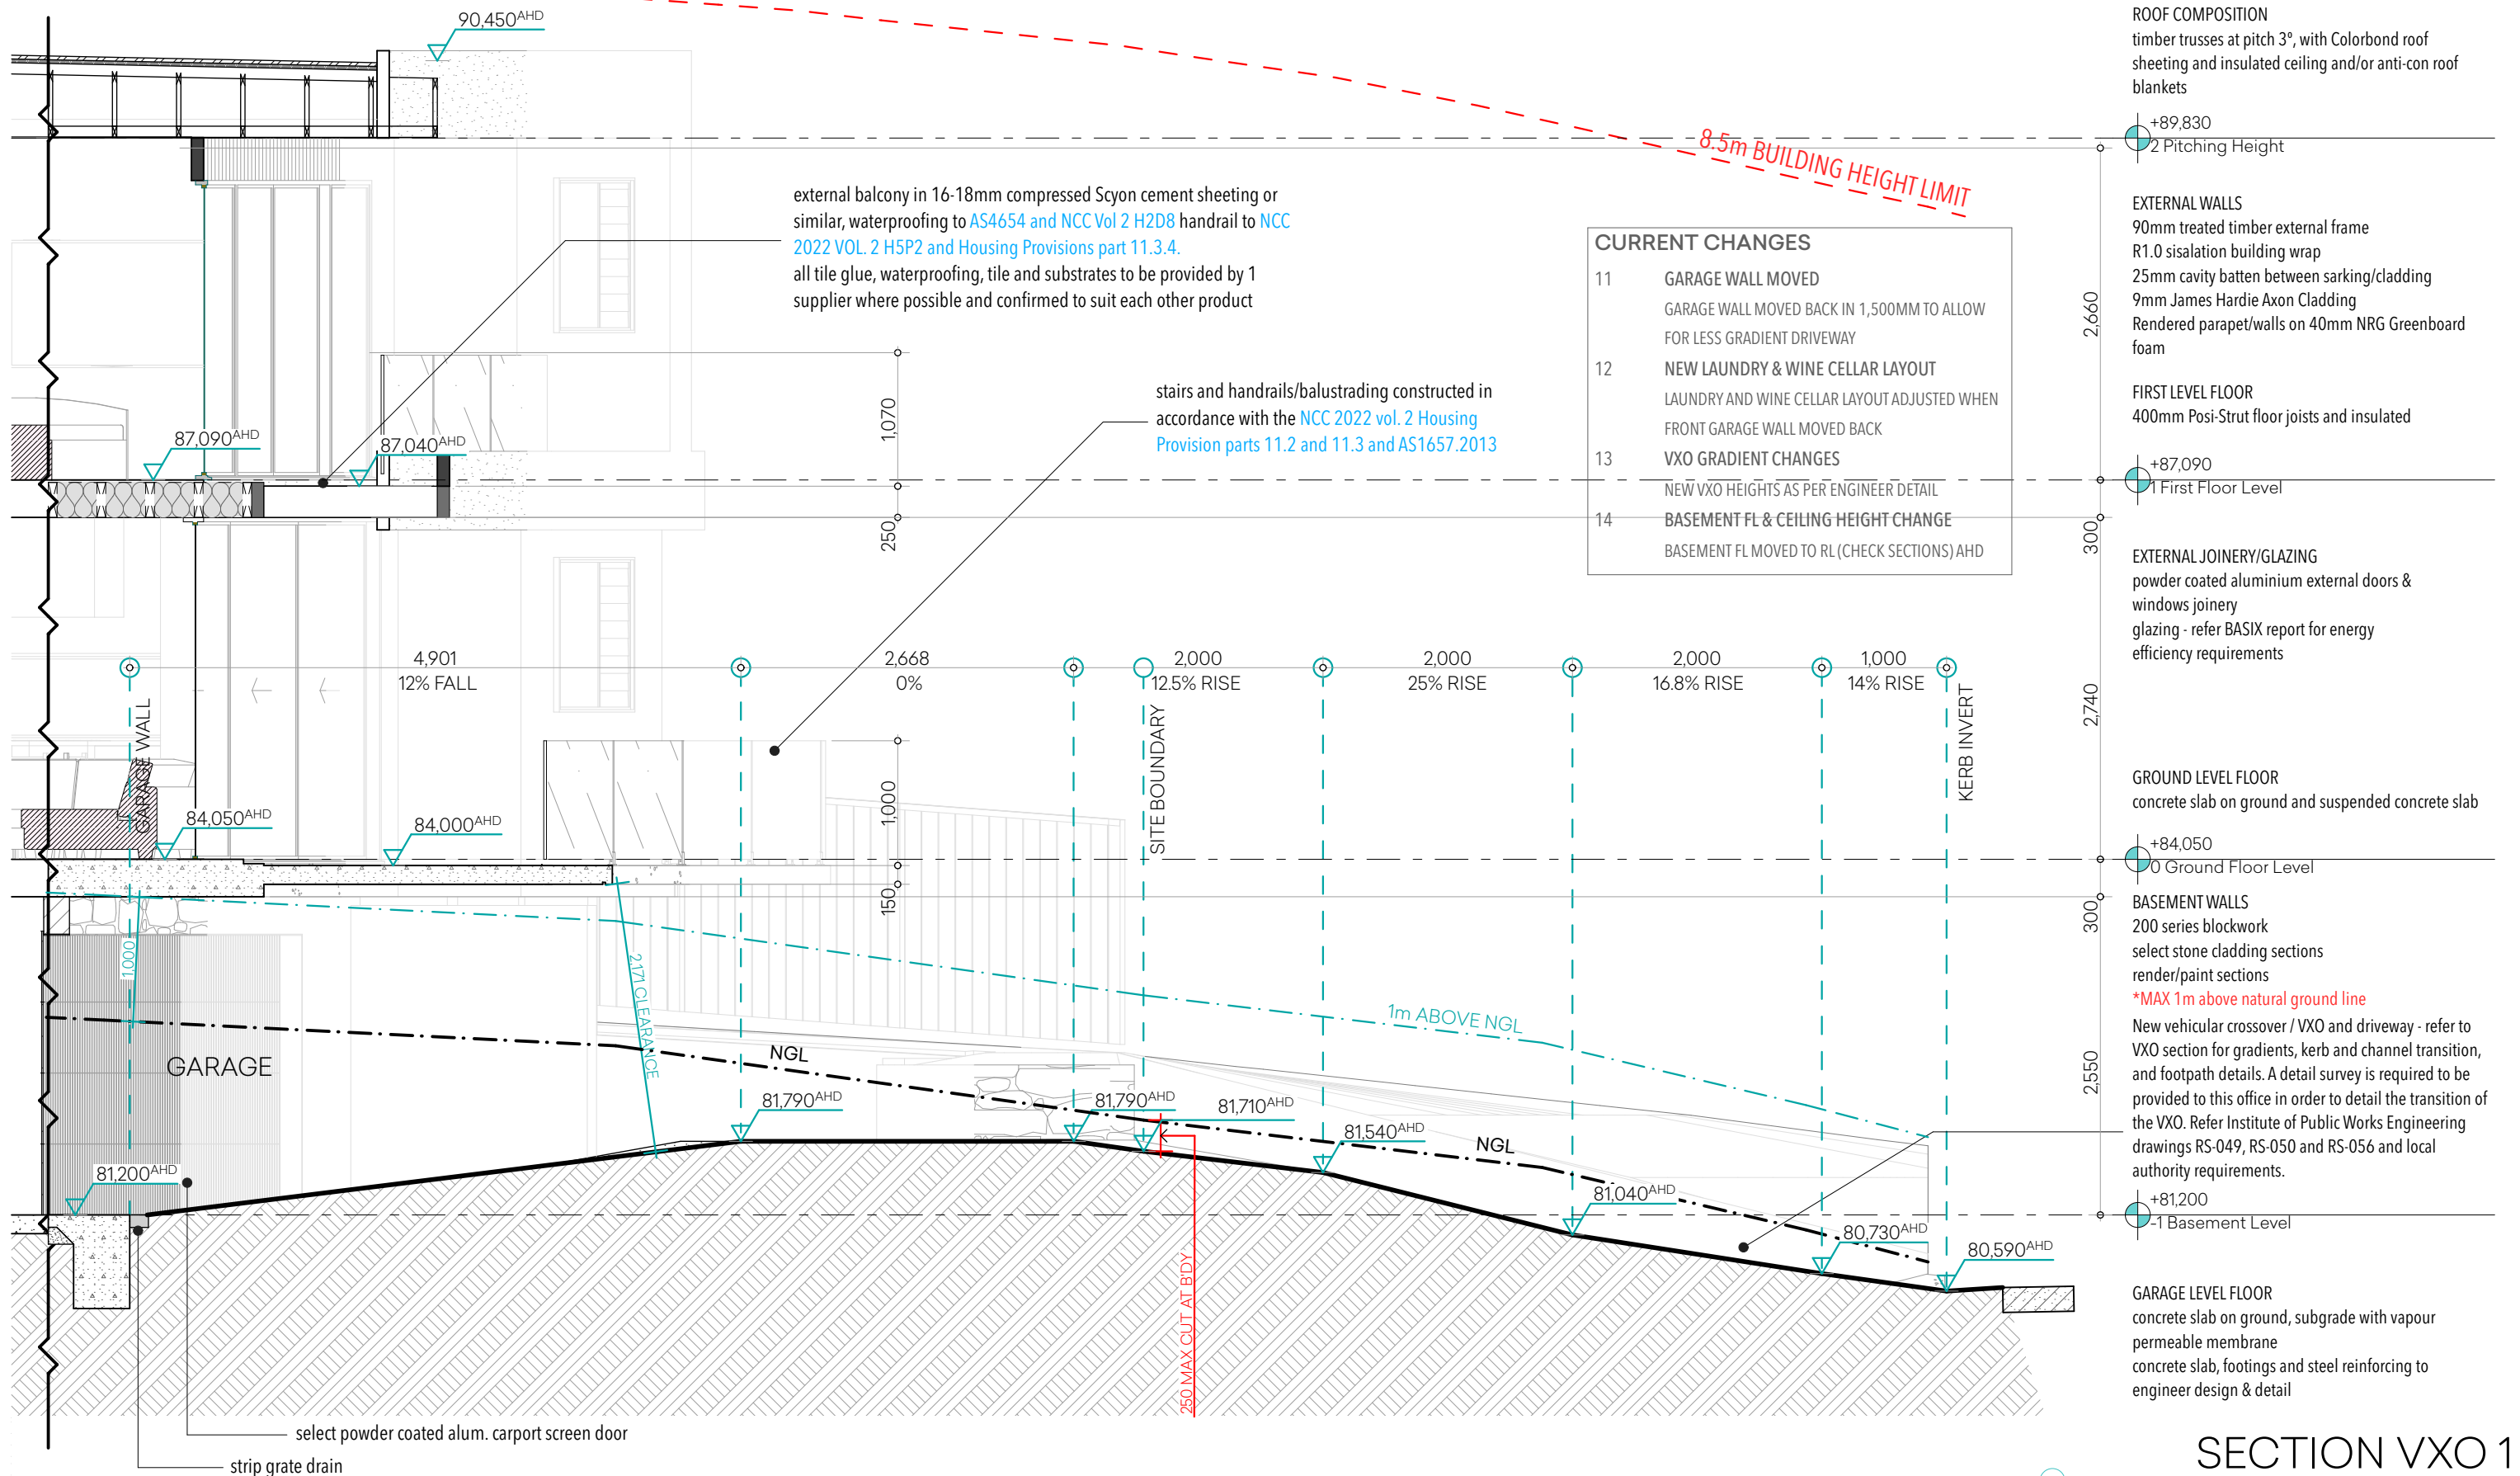 90,450AHD
8.5m BUILDING HEIGHT LIMIT
external balcony in 16-18mm compressed Scyon cement sheeting or
similar, waterproofing to AS4654 and NCC Vol 2 H2D8 handrail to NCC
2022 VOL. 2 H5P2 and Housing Provisions part 11.3.4.
all tile glue, waterproofing, tile and substrates to be provided by 1
supplier where possible and confirmed to suit each other product
stairs and handrails/balustrading constructed in
accordance with the NCC 2022 vol. 2 Housing
Provision parts 11.2 and 11.3 and AS1657.2013
CURRENT CHANGES
11 GARAGE WALL MOVED
GARAGE WALL MOVED BACK IN 1,500MM TO ALLOW
FOR LESS GRADIENT DRIVEWAY
12 NEW LAUNDRY & WINE CELLAR LAYOUT
LAUNDRY AND WINE CELLAR LAYOUT ADJUSTED WHEN
FRONT GARAGE WALL MOVED BACK
13 VXO GRADIENT CHANGES
NEW VXO HEIGHTS AS PER ENGINEER DETAIL
14 BASEMENT FL & CEILING HEIGHT CHANGE
BASEMENT FL MOVED TO RL (CHECK SECTIONS) AHD
87,090AHD
87,040AHD
1,070
250
4,901
12% FALL
2,668
0%
2,000
12.5% RISE
2,000
25% RISE
2,000
16.8% RISE
1,000
14% RISE
GARAGE WALL
SITE BOUNDARY
KERB INVERT
84,050AHD
84,000AHD
1,000
150
1,000
2,171 CLEARANCE
1m ABOVE NGL
GARAGE
NGL
NGL
81,200AHD
81,790AHD
81,790AHD
81,710AHD
81,540AHD
81,040AHD
80,730AHD
80,590AHD
250 MAX CUT AT B'DY
select powder coated alum. carport screen door
strip grate drain
2,660
300
2,740
300
2,550
ROOF COMPOSITION
timber trusses at pitch 3°, with Colorbond roof
sheeting and insulated ceiling and/or anti-con roof
blankets
+89,830
2 Pitching Height
EXTERNAL WALLS
90mm treated timber external frame
R1.0 sisalation building wrap
25mm cavity batten between sarking/cladding
9mm James Hardie Axon Cladding
Rendered parapet/walls on 40mm NRG Greenboard
foam
FIRST LEVEL FLOOR
400mm Posi-Strut floor joists and insulated
+87,090
1 First Floor Level
EXTERNAL JOINERY/GLAZING
powder coated aluminium external doors &
windows joinery
glazing - refer BASIX report for energy
efficiency requirements
GROUND LEVEL FLOOR
concrete slab on ground and suspended concrete slab
+84,050
0 Ground Floor Level
BASEMENT WALLS
200 series blockwork
select stone cladding sections
render/paint sections
*MAX 1m above natural ground line
New vehicular crossover / VXO and driveway - refer to
VXO section for gradients, kerb and channel transition,
and footpath details. A detail survey is required to be
provided to this office in order to detail the transition of
the VXO. Refer Institute of Public Works Engineering
drawings RS-049, RS-050 and RS-056 and local
authority requirements.
+81,200
-1 Basement Level
GARAGE LEVEL FLOOR
concrete slab on ground, subgrade with vapour
permeable membrane
concrete slab, footings and steel reinforcing to
engineer design & detail
SECTION VXO 1